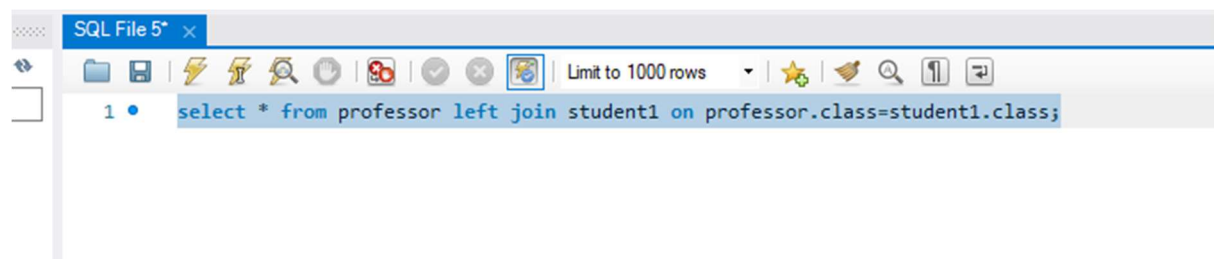 SQL File 5*
Limit to 1000 rows
1 select * from professor left join student1 on professor.class=student1.class;